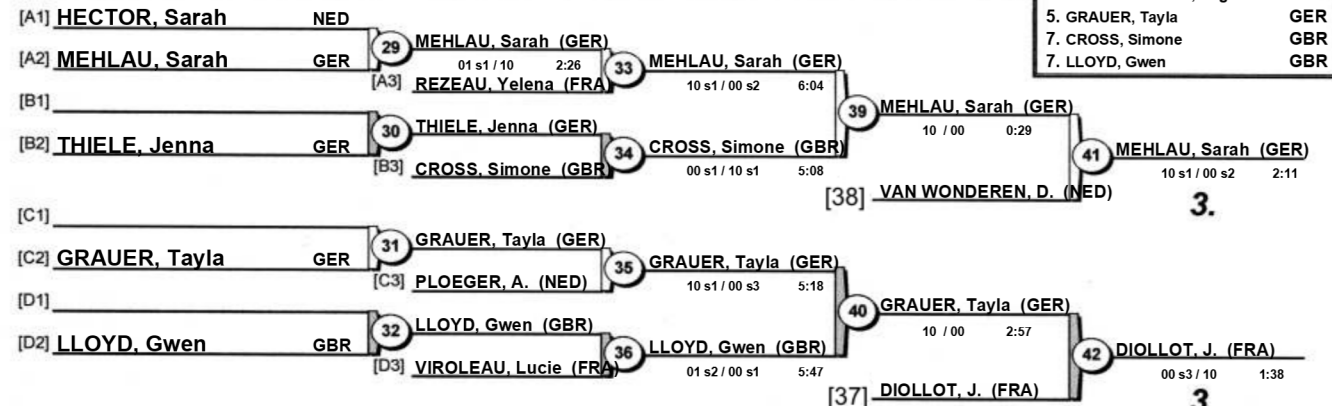 5. GRAUER, Tayla GER
7. CROSS, Simone GBR
7. LLOYD, Gwen GBR
[A1] HECTOR, Sarah NED
[A2] MEHLAU, Sarah GER
29 MEHLAU, Sarah (GER)
01 s1 / 10 2:26
[A3] REZEAU, Yelena (FRA)
33 MEHLAU, Sarah (GER)
10 s1 / 00 s2 6:04
[B1]
[B2] THIELE, Jenna GER
30 THIELE, Jenna (GER)
[B3] CROSS, Simone (GBR)
34 CROSS, Simone (GBR)
00 s1 / 10 s1 5:08
39 MEHLAU, Sarah (GER)
10 / 00 0:29
[38] VAN WONDEREN, D. (NED)
41 MEHLAU, Sarah (GER)
10 s1 / 00 s2 2:11
3.
[C1]
[C2] GRAUER, Tayla GER
31 GRAUER, Tayla (GER)
[C3] PLOEGER, A. (NED)
35 GRAUER, Tayla (GER)
10 s1 / 00 s3 5:18
[D1]
[D2] LLOYD, Gwen GBR
32 LLOYD, Gwen (GBR)
[D3] VIROLEAU, Lucie (FRA)
36 LLOYD, Gwen (GBR)
01 s2 / 00 s1 5:47
40 GRAUER, Tayla (GER)
10 / 00 2:57
[37] DIOLLOT, J. (FRA)
42 DIOLLOT, J. (FRA)
00 s3 / 10 1:38
3